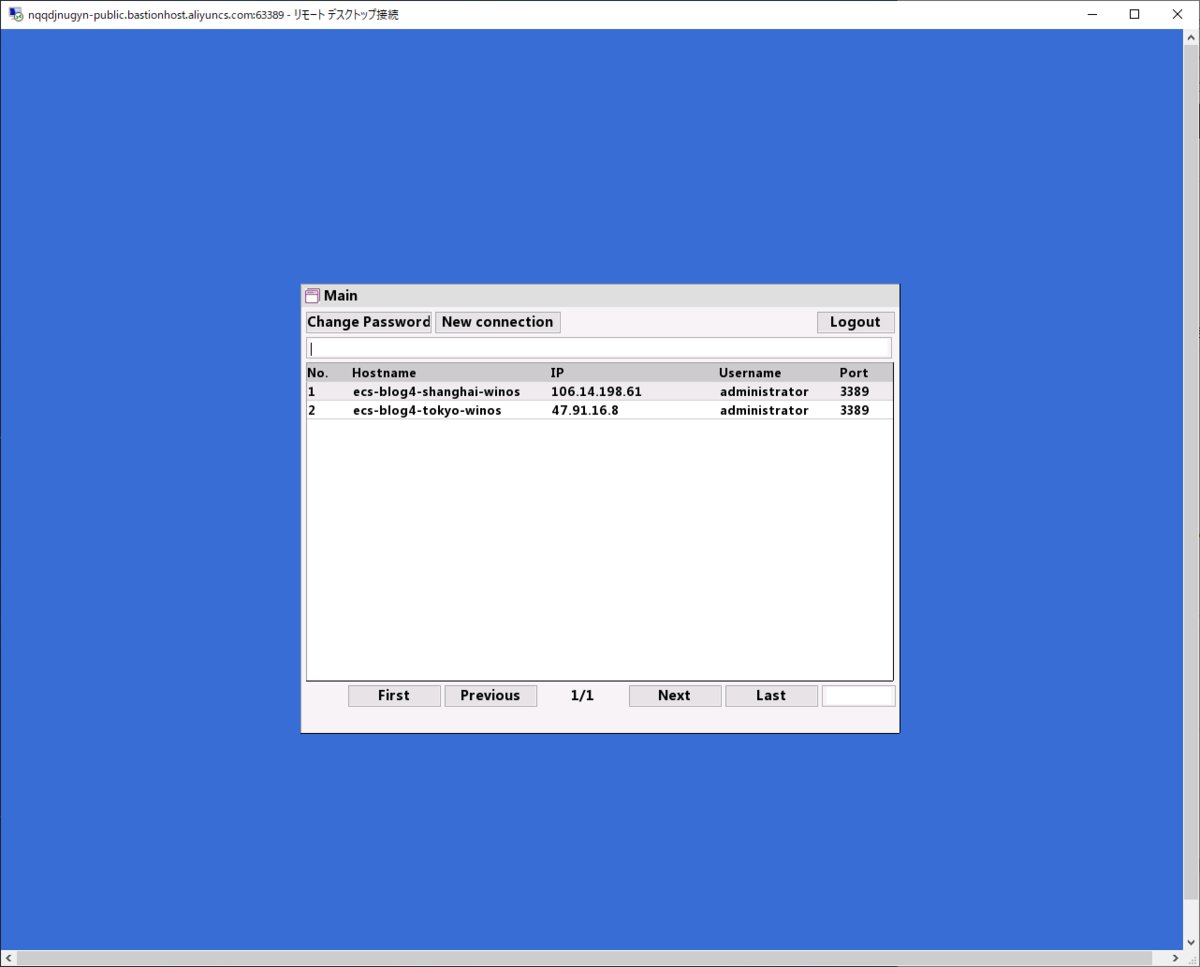 nqqdjnugyn-public.bastionhost.aliyuncs.com:63389 - リモート デスクトップ接続
Main
Change Password New connection Logout
No. Hostname IP Username Port
1 ecs-blog4-shanghai-winos 106.14.198.61 administrator 3389
2 ecs-blog4-tokyo-winos 47.91.16.8 administrator 3389
First Previous 1/1 Next Last